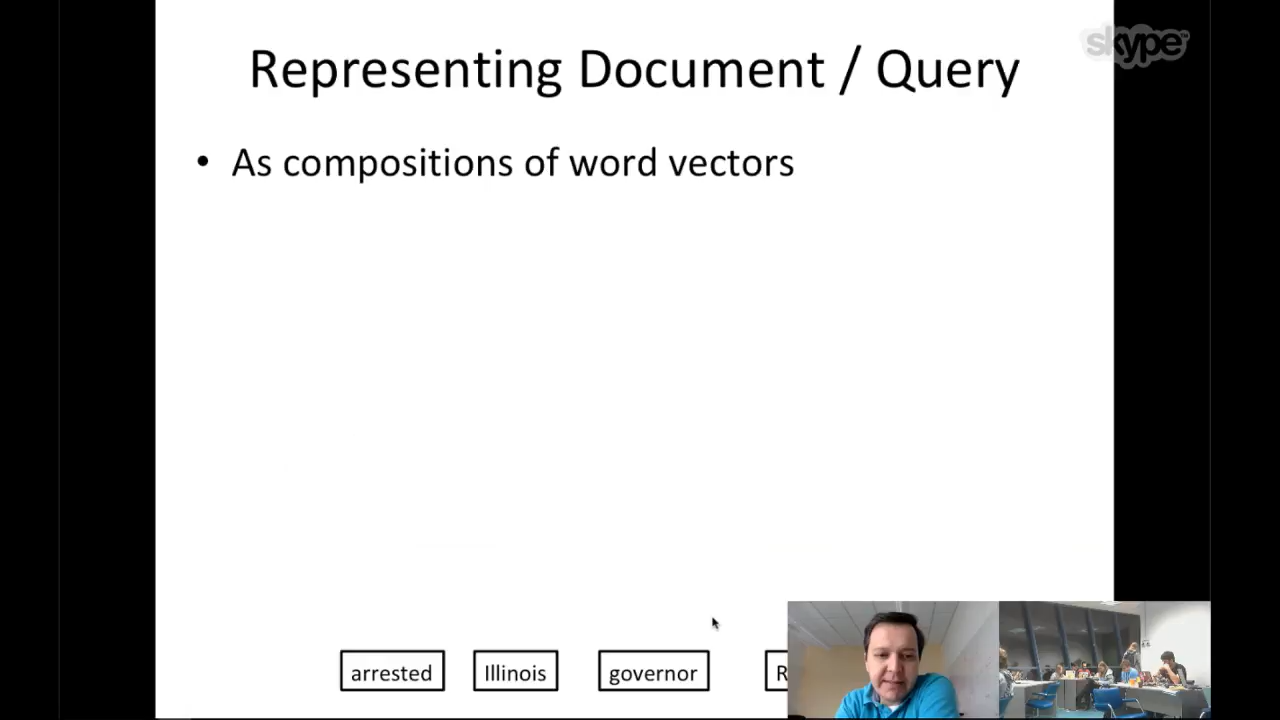 skype
Representing Document / Query
• As compositions of word vectors
arrested Illinois governor R